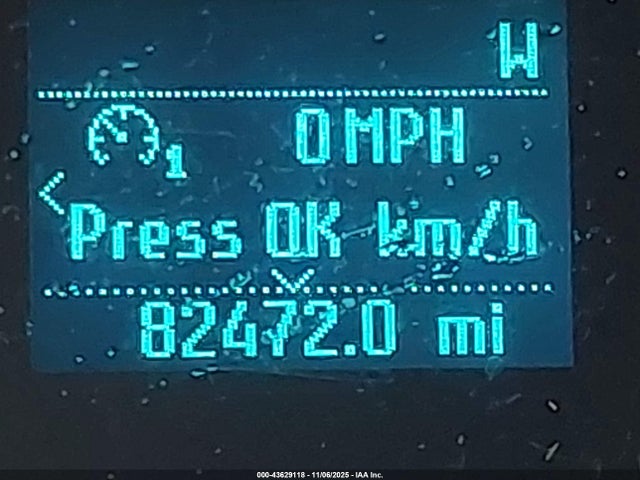 W
1 0 MPH
Press OK km/h
82472.0 mi
000-43629118 - 11/06/2025 - IAA Inc.